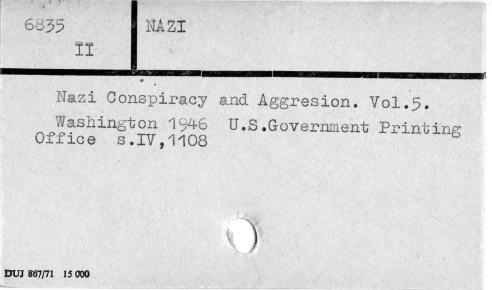 6835
II
NAZI
Nazi Conspiracy and Aggresion. Vol.5.
Washington 1946 U.S.Government Printing
Office s.IV,1108
DUJ 867/71 15 000